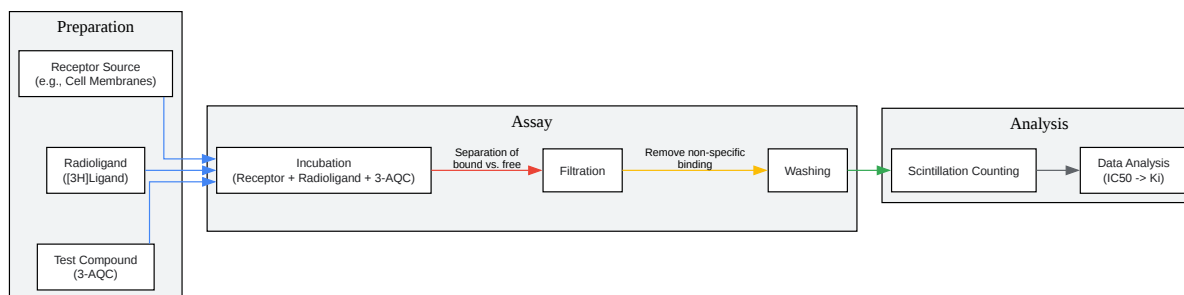 Preparation
Receptor Source
(e.g., Cell Membranes)
Radioligand
([3H]Ligand)
Test Compound
(3-AQC)
Assay
Incubation
(Receptor + Radioligand + 3-AQC)
Separation of
bound vs. free
Filtration
Remove non-specific
binding
Washing
Analysis
Scintillation Counting
Data Analysis
(IC50 -> Ki)